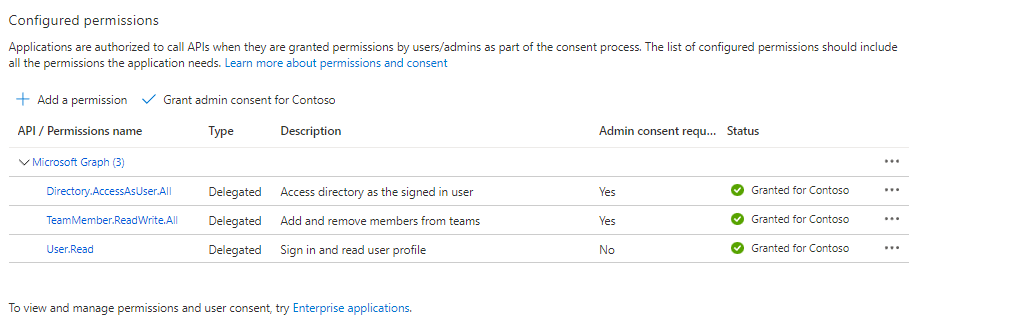 Configured permissions
Applications are authorized to call APIs when they are granted permissions by users/admins as part of the consent process. The list of configured permissions should include
all the permissions the application needs. Learn more about permissions and consent
Add a permission Grant admin consent for Contoso
API / Permissions name Type Description Admin consent requ... Status
Microsoft Graph (3)
Directory.AccessAsUser.All Delegated Access directory as the signed in user Yes Granted for Contoso
TeamMember.ReadWrite.All Delegated Add and remove members from teams Yes Granted for Contoso
User.Read Delegated Sign in and read user profile No Granted for Contoso
To view and manage permissions and user consent, try Enterprise applications.